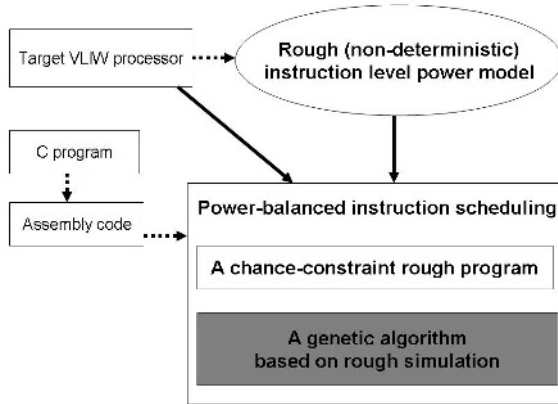 Target VLIW processor
Rough (non-deterministic)
instruction level power model
C program
Assembly code
Power-balanced instruction scheduling
A chance-constraint rough program
A genetic algorithm
based on rough simulation